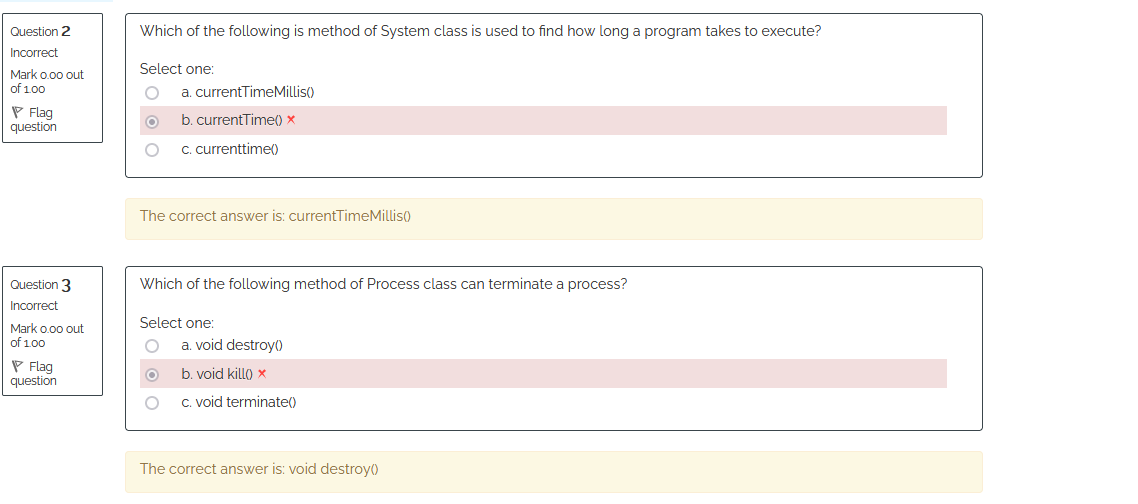 Question 2
Incorrect
Mark 0.00 out
of 1.00
Flag
question
Which of the following is method of System class is used to find how long a program takes to execute?
Select one:
a. currentTimeMillis()
b. currentTime()
c. currenttime()
The correct answer is: currentTimeMillis()
Question 3
Incorrect
Mark 0.00 out
of 1.00
Flag
question
Which of the following method of Process class can terminate a process?
Select one:
a. void destroy()
b. void kill()
c. void terminate()
The correct answer is: void destroy()